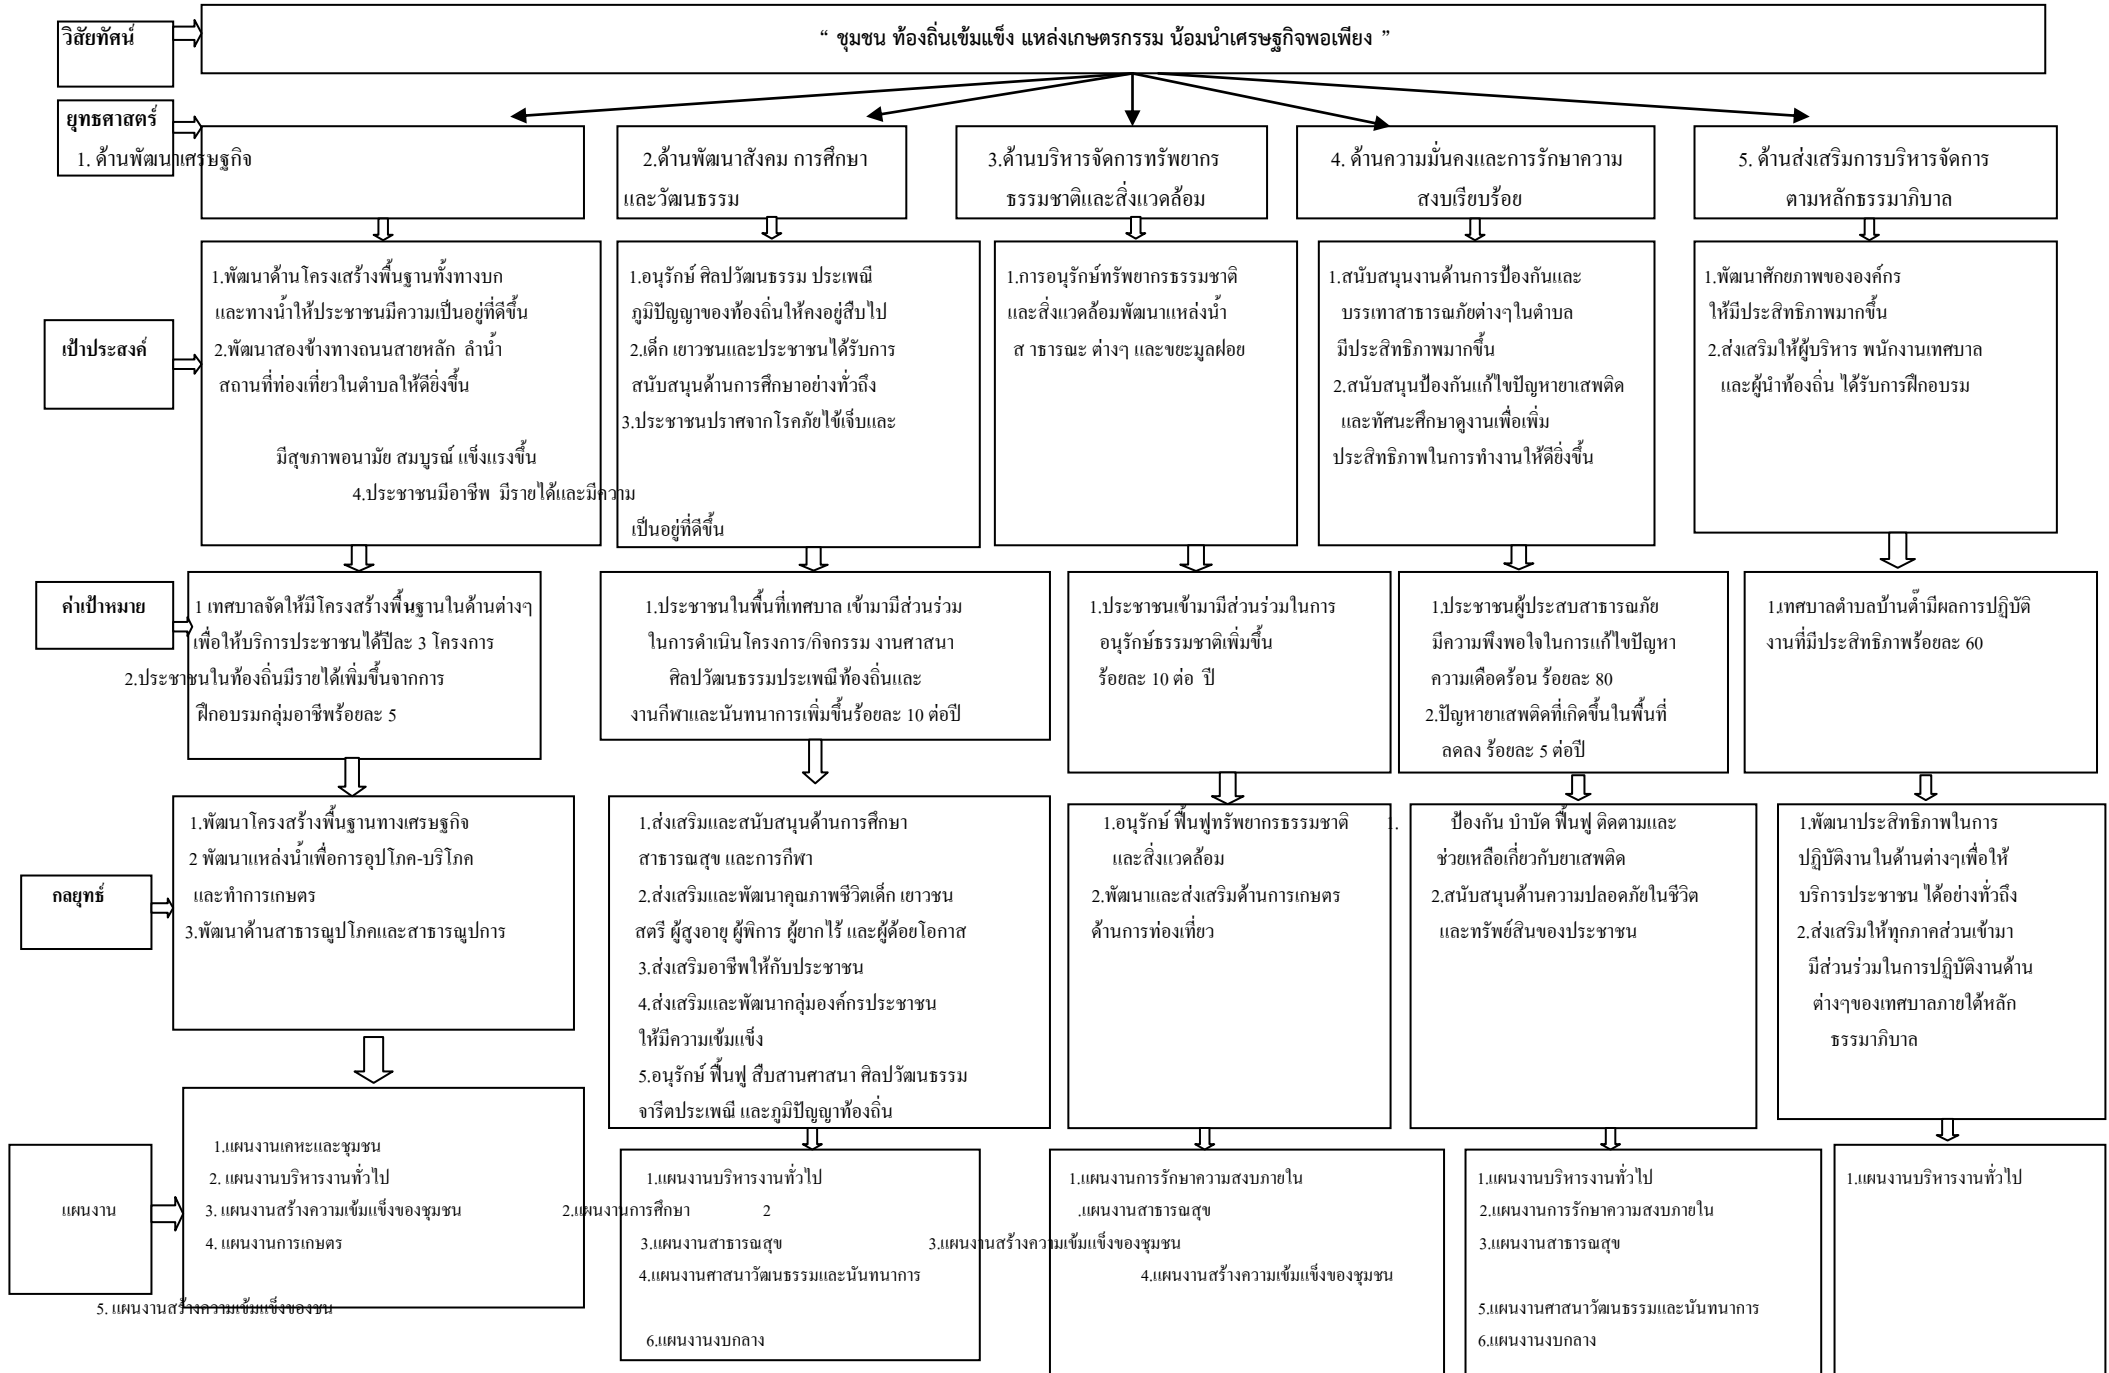 วิสัยทัศน์
“ ชุมชน ท้องถิ่นเข้มแข็ง แหล่งเกษตรกรรม น้อมนำเศรษฐกิจพอเพียง ”
ยุทธศาสตร์
1. ด้านพัฒนาเศรษฐกิจ
2.ด้านพัฒนาสังคม การศึกษา
และวัฒนธรรม
3.ด้านบริหารจัดการทรัพยากร
ธรรมชาติและสิ่งแวดล้อม
4. ด้านความมั่นคงและการรักษาความ
สงบเรียบร้อย
5. ด้านส่งเสริมการบริหารจัดการ
ตามหลักธรรมาภิบาล
เป้าประสงค์
1.พัฒนาด้านโครงเสร้างพื้นฐานทั้งทางบก
และทางน้ำให้ประชาชนมีความเป็นอยู่ที่ดีขึ้น
2.พัฒนาสองข้างทางถนนสายหลัก ลำน้ำ
สถานที่ท่องเที่ยวในตำบลให้ดียิ่งขึ้น
1.อนุรักษ์ ศิลปวัฒนธรรม ประเพณี
ภูมิปัญญาของท้องถิ่นให้คงอยู่สืบไป
2.เด็ก เยาวชนและประชาชนได้รับการ
สนับสนุนด้านการศึกษาอย่างทั่วถึง
3.ประชาชนปราศจากโรคภัยไข้เจ็บและ
มีสุขภาพอนามัย สมบูรณ์ แข็งแรงขึ้น
4.ประชาชนมีอาชีพ มีรายได้และมีความ
เป็นอยู่ที่ดีขึ้น
1.การอนุรักษ์ทรัพยากรธรรมชาติ
และสิ่งแวดล้อมพัฒนาแหล่งน้ำ
ส าธารณะ ต่างๆ และขยะมูลฝอย
1.สนับสนุนงานด้านการป้องกันและ
บรรเทาสาธารณภัยต่างๆในตำบล
มีประสิทธิภาพมากขึ้น
2.สนับสนุนป้องกันแก้ไขปัญหายาเสพติด
และทัศนะศึกษาดูงานเพื่อเพิ่ม
ประสิทธิภาพในการทำงานให้ดียิ่งขึ้น
1.พัฒนาศักยภาพขององค์กร
ให้มีประสิทธิภาพมากขึ้น
2.ส่งเสริมให้ผู้บริหาร พนักงานเทศบาล
และผู้นำท้องถิ่น ได้รับการฝึกอบรม
ค่าเป้าหมาย
1 เทศบาลจัดให้มีโครงสร้างพื้นฐานในด้านต่างๆ
เพื่อให้บริการประชาชนได้ปีละ 3 โครงการ
2.ประชาชนในท้องถิ่นมีรายได้เพิ่มขึ้นจากการ
ฝึกอบรมกลุ่มอาชีพร้อยละ 5
1.ประชาชนในพื้นที่เทศบาล เข้ามามีส่วนร่วม
ในการดำเนินโครงการ/กิจกรรม งานศาสนา
ศิลปวัฒนธรรมประเพณีท้องถิ่นและ
งานกีฬาและนันทนาการเพิ่มขึ้นร้อยละ 10 ต่อปี
1.ประชาชนเข้ามามีส่วนร่วมในการ
อนุรักษ์ธรรมชาติเพิ่มขึ้น
ร้อยละ 10 ต่อ ปี
1.ประชาชนผู้ประสบสาธารณภัย
มีความพึงพอใจในการแก้ไขปัญหา
ความเดือดร้อน ร้อยละ 80
2.ปัญหายาเสพติดที่เกิดขึ้นในพื้นที่
ลดลง ร้อยละ 5 ต่อปี
1.เทศบาลตำบลบ้านต๊ำมีผลการปฏิบัติ
งานที่มีประสิทธิภาพร้อยละ 60
กลยุทธ์
1.พัฒนาโครงสร้างพื้นฐานทางเศรษฐกิจ
2 พัฒนาแหล่งน้ำเพื่อการอุปโภค-บริโภค
และทำการเกษตร
3.พัฒนาด้านสาธารณูปโภคและสาธารณูปการ
1.ส่งเสริมและสนับสนุนด้านการศึกษา
สาธารณสุข และการกีฬา
2.ส่งเสริมและพัฒนาคุณภาพชีวิตเด็ก เยาวชน
สตรี ผู้สูงอายุ ผู้พิการ ผู้ยากไร้ และผู้ด้อยโอกาส
3.ส่งเสริมอาชีพให้กับประชาชน
4.ส่งเสริมและพัฒนากลุ่มองค์กรประชาชน
ให้มีความเข้มแข็ง
5.อนุรักษ์ ฟื้นฟู สืบสานศาสนา ศิลปวัฒนธรรม
จารีตประเพณี และภูมิปัญญาท้องถิ่น
1.อนุรักษ์ ฟื้นฟูทรัพยากรธรรมชาติ
และสิ่งแวดล้อม
2.พัฒนาและส่งเสริมด้านการเกษตร
ด้านการท่องเที่ยว
1. ป้องกัน บำบัด ฟื้นฟู ติดตามและ
ช่วยเหลือเกี่ยวกับยาเสพติด
2.สนับสนุนด้านความปลอดภัยในชีวิต
และทรัพย์สินของประชาชน
1.พัฒนาประสิทธิภาพในการ
ปฏิบัติงานในด้านต่างๆเพื่อให้
บริการประชาชน ได้อย่างทั่วถึง
2.ส่งเสริมให้ทุกภาคส่วนเข้ามา
มีส่วนร่วมในการปฏิบัติงานด้าน
ต่างๆของเทศบาลภายใต้หลัก
ธรรมาภิบาล
แผนงาน
1.แผนงานเคหะและชุมชน
2. แผนงานบริหารงานทั่วไป
3. แผนงานสร้างความเข้มแข็งของชุมชน
4. แผนงานการเกษตร
5. แผนงานสร้างความเข้มแข็งของชน
1.แผนงานบริหารงานทั่วไป
2.แผนงานการศึกษา 2
3.แผนงานสาธารณสุข
4.แผนงานศาสนาวัฒนธรรมและนันทนาการ
6.แผนงานงบกลาง
1.แผนงานการรักษาความสงบภายใน
.แผนงานสาธารณสุข
3.แผนงานสร้างความเข้มแข็งของชุมชน
4.แผนงานสร้างความเข้มแข็งของชุมชน
1.แผนงานบริหารงานทั่วไป
2.แผนงานการรักษาความสงบภายใน
3.แผนงานสาธารณสุข
5.แผนงานศาสนาวัฒนธรรมและนันทนาการ
6.แผนงานงบกลาง
1.แผนงานบริหารงานทั่วไป